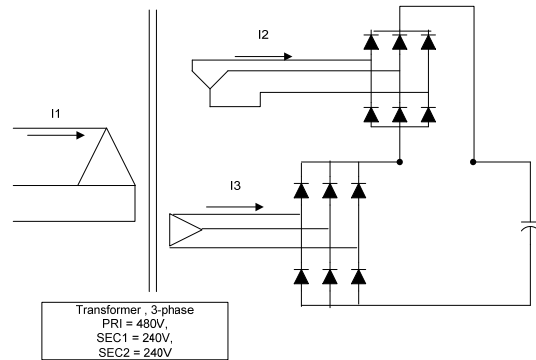 I2
I1
I3
Transformer , 3-phase
PRI = 480V,
SEC1 = 240V,
SEC2 = 240V